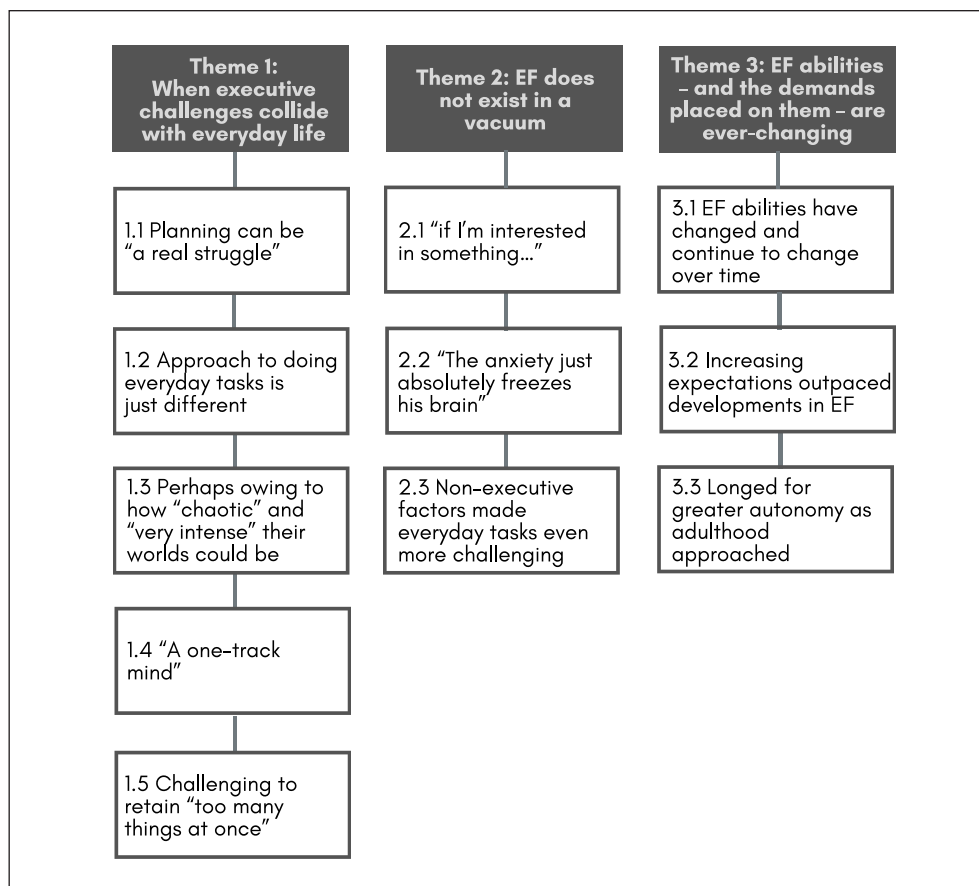 Theme 1:
When executive
challenges collide
with everyday life
1.1 Planning can be
“a real struggle”
1.2 Approach to doing
everyday tasks is
just different
1.3 Perhaps owing to
how “chaotic” and
“very intense” their
worlds could be
1.4 “A one-track
mind”
1.5 Challenging to
retain “too many
things at once”
Theme 2: EF does
not exist in a
vacuum
2.1 “if I’m interested
in something...”
2.2 “The anxiety just
absolutely freezes
his brain”
2.3 Non-executive
factors made
everyday tasks even
more challenging
Theme 3: EF abilities
– and the demands
placed on them – are
ever-changing
3.1 EF abilities have
changed and
continue to change
over time
3.2 Increasing
expectations outpaced
developments in EF
3.3 Longed for
greater autonomy as
adulthood
approached